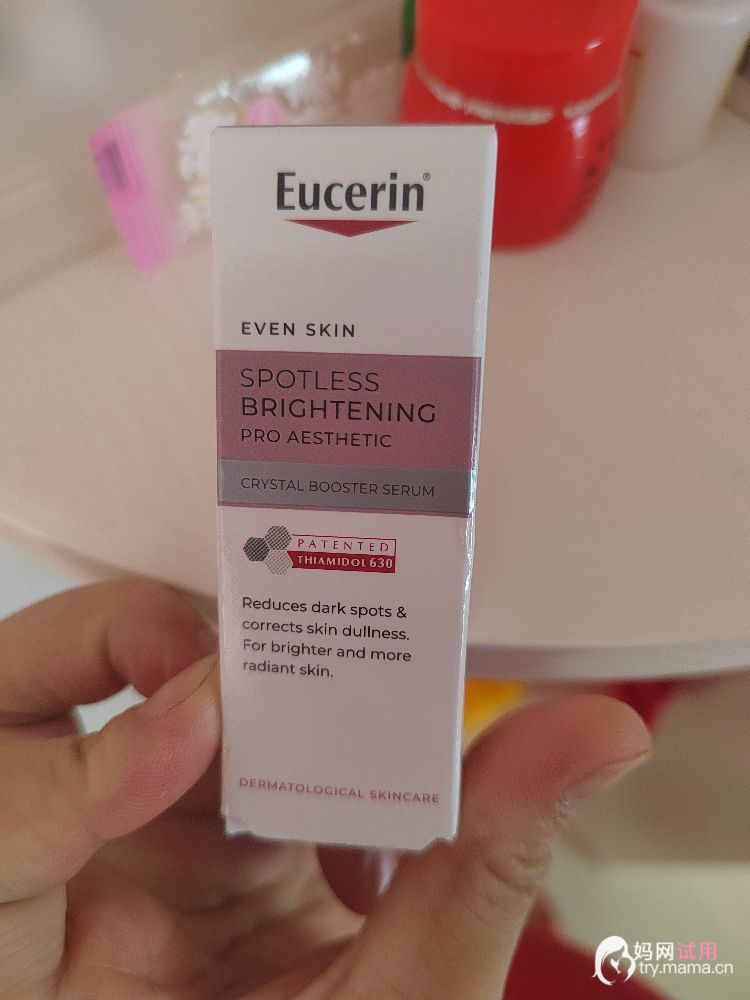 Eucerin®
EVEN SKIN
SPOTLESS
BRIGHTENING
PRO AESTHETIC
CRYSTAL BOOSTER SERUM
PATENTED
THIAMIDOL 630
Reduces dark spots &
corrects skin dullness.
For brighter and more
radiant skin.
DERMATOLOGICAL SKINCARE
妈网试用
try.mama.cn